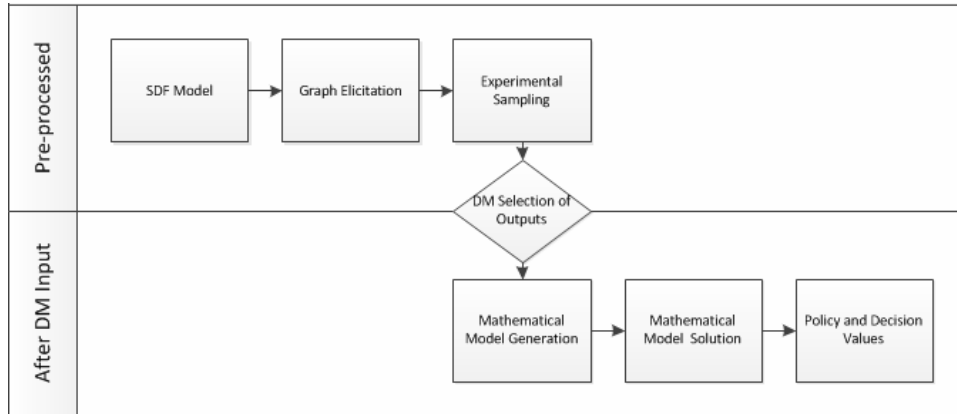 Pre-processed
SDF Model
Graph Elicitation
Experimental
Sampling
DM Selection of
Outputs
After DM Input
Mathematical
Model Generation
Mathematical
Model Solution
Policy and Decision
Values